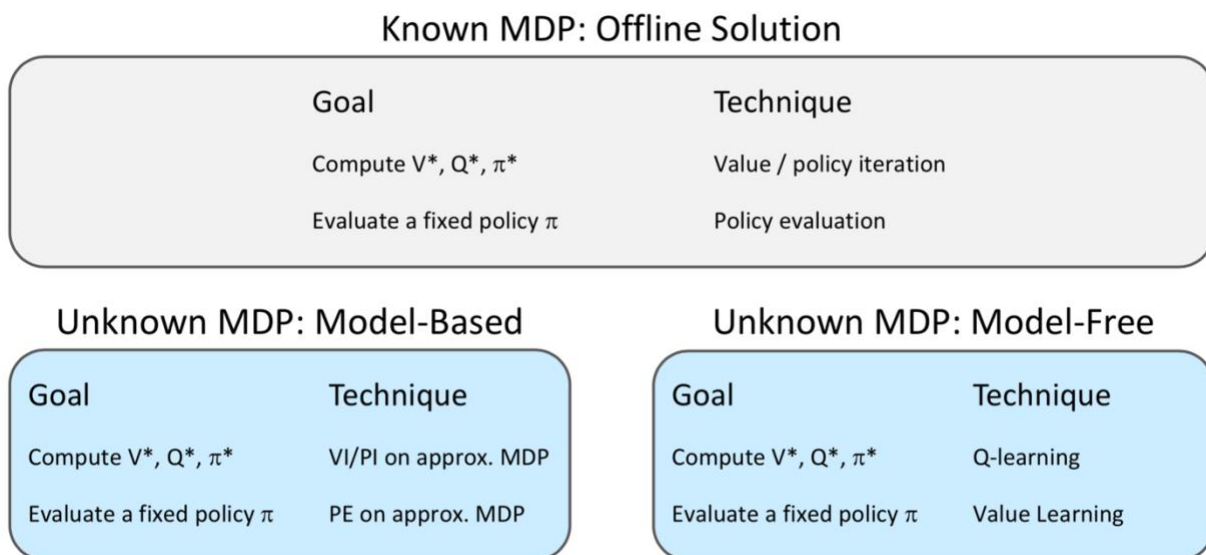 Known MDP: Offline Solution
Goal Technique
Compute V*, Q*, π* Value / policy iteration
Evaluate a fixed policy π Policy evaluation
Unknown MDP: Model-Based
Goal Technique
Compute V*, Q*, π* VI/PI on approx. MDP
Evaluate a fixed policy π PE on approx. MDP
Unknown MDP: Model-Free
Goal Technique
Compute V*, Q*, π* Q-learning
Evaluate a fixed policy π Value Learning